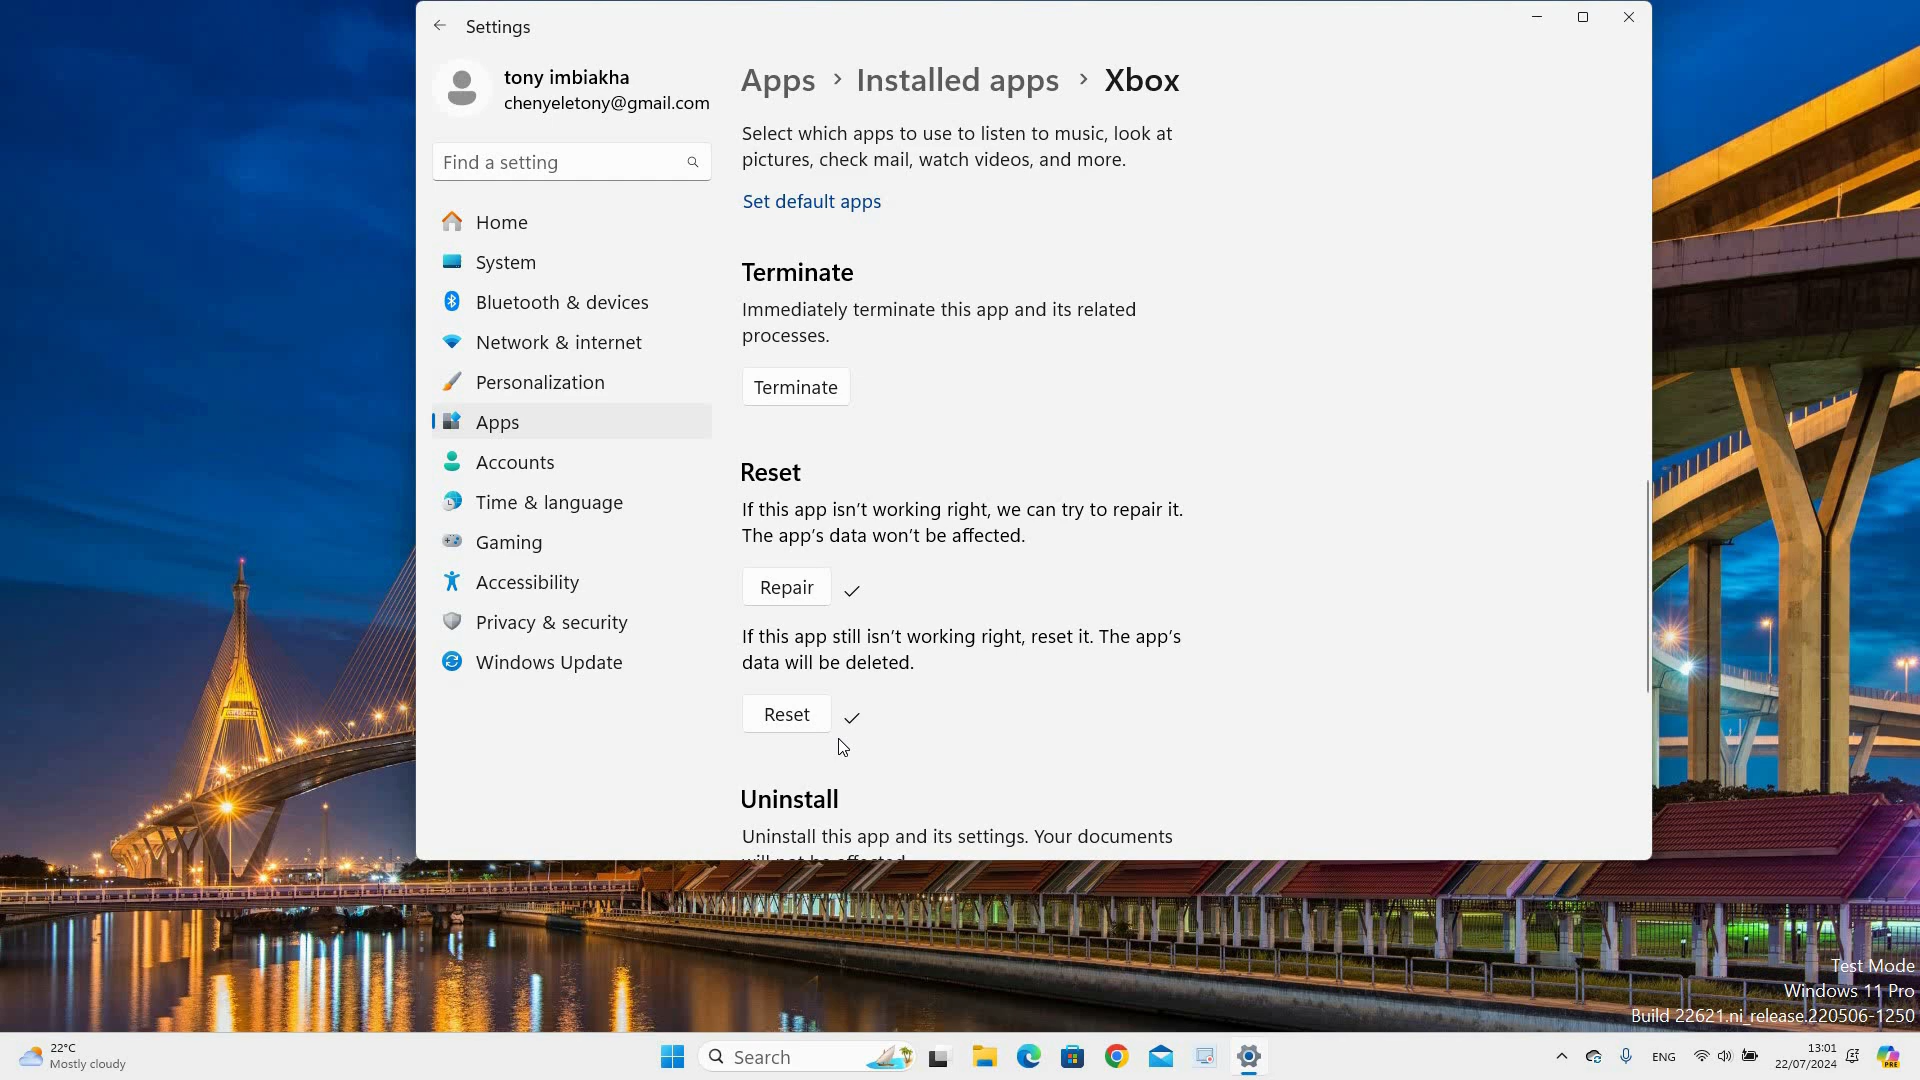 Settings
tony imbiakha
chenyeletony@gmail.com
Find a setting
Home
System
Bluetooth & devices
Network & internet
Personalization
Apps
Accounts
Time & language
Gaming
Accessibility
Privacy & security
Windows Update
Apps > Installed apps > Xbox
Select which apps to use to listen to music, look at
pictures, check mail, watch videos, and more.
Set default apps
Terminate
Immediately terminate this app and its related
processes.
Terminate
Reset
If this app isn't working right, we can try to repair it.
The app's data won't be affected.
Repair
If this app still isn't working right, reset it. The app's
data will be deleted.
Reset
Uninstall
Uninstall this app and its settings. Your documents
will not be affected.
Test Mode
Windows 11 Pro
Build 22621.ni_release.220506-1250
22°C
Mostly cloudy
Search
ENG
13:01
22/07/2024
PRE